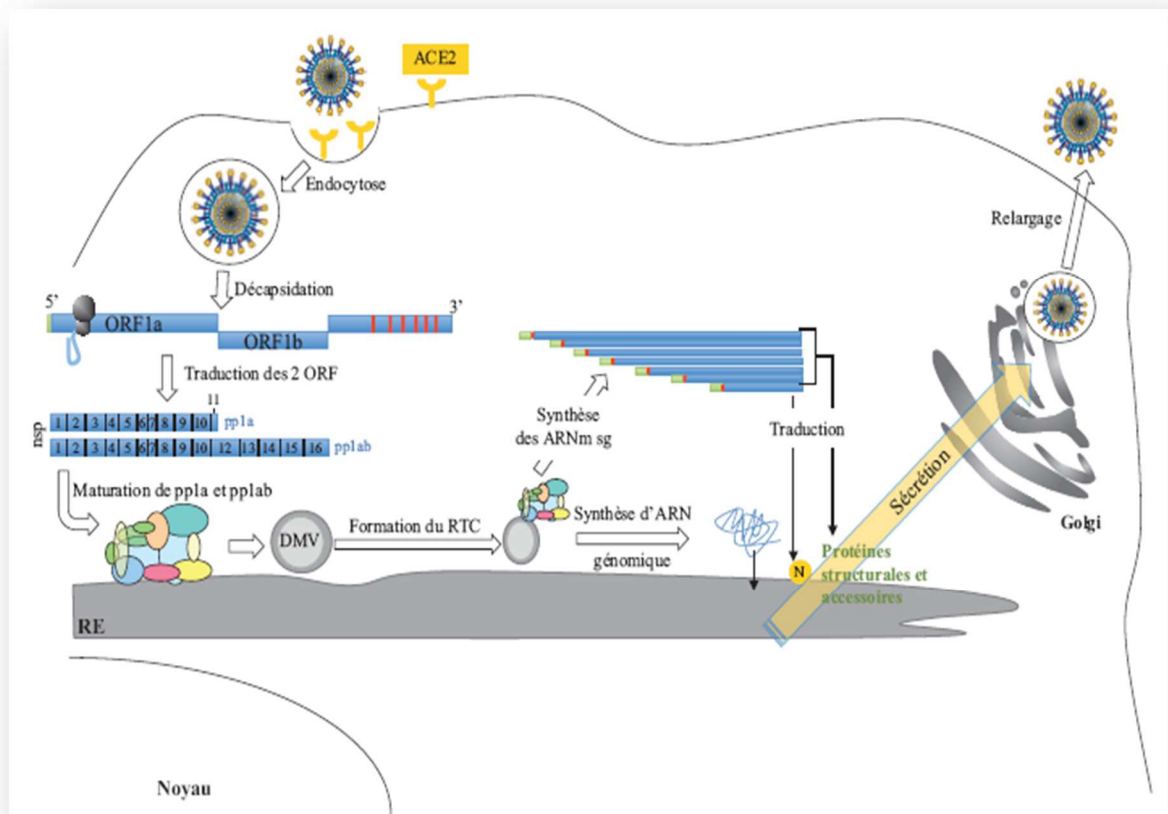 ACE2
Endocytose
Décapsidation
5'
3'
ORF1a
ORF1b
Traduction des 2 ORF
11
nsp
1 2 3 4 5 6 7 8 9 10 pp1a
1 2 3 4 5 6 7 8 9 10 12 13 14 15 16 pp1ab
Maturation de pp1a et pp1ab
DMV
Formation du RTC
Synthèse
des ARNm sg
Synthèse d'ARN
génomique
Traduction
N
Protéines
structurales et
accessoires
Sécrétion
Golgi
Relargage
RE
Noyau